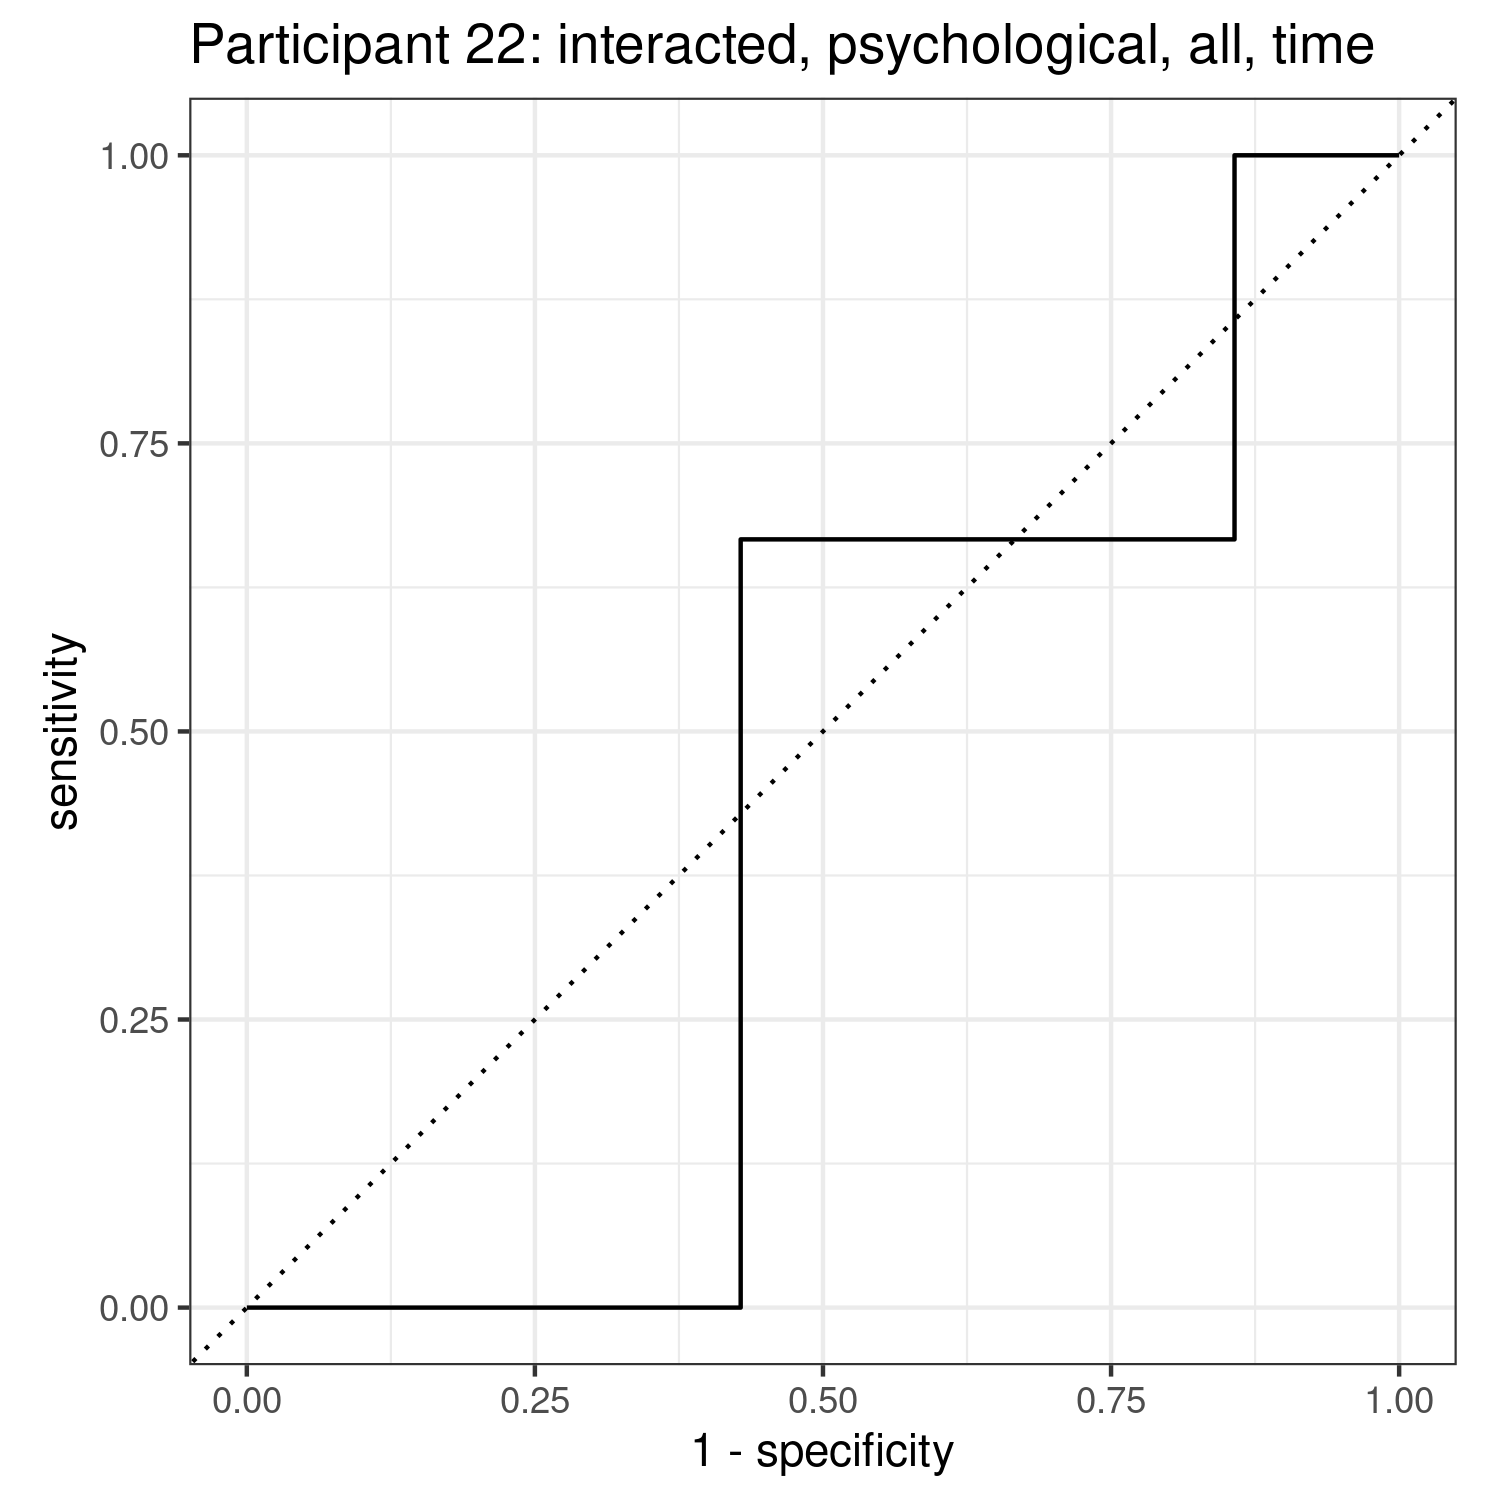 Participant 22: interacted, psychological, all, time
1.00
0.75
0.50
0.25
0.00
sensitivity
0.00 0.25 0.50 0.75 1.00
1 - specificity